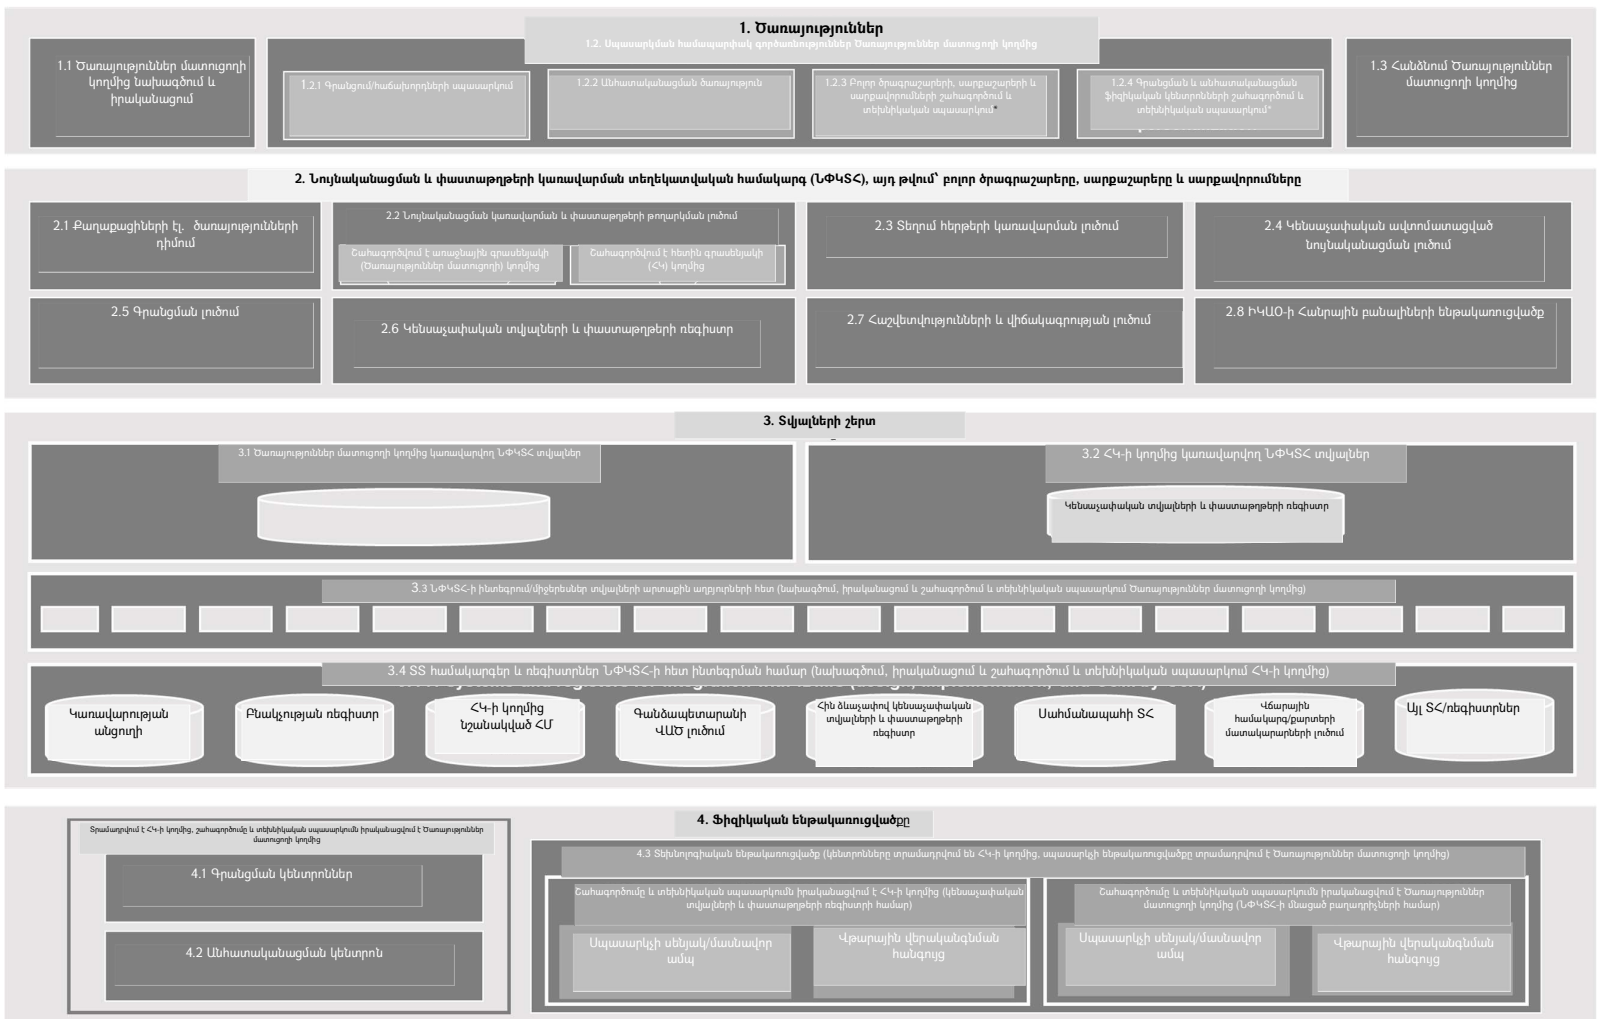 1. Ծառայություններ
1.2. Սպասարկման համապարփակ գործառնություններ Ծառայություններ մատուցողի կողմից
1.1 Ծառայություններ մատուցողի
կողմից նախագծում և
իրականացում
1.2.1 Գրանցում/հաճախորդների սպասարկում
1.2.2 Անհատականացման ծառայություն
1.2.3 Բոլոր ծրագրաշարերի, սարքաշարերի և
սարքավորումների շահագործում և
տեխնիկական սպասարկում*
1.2.4 Գրանցման և անհատականացման
ֆիզիկական կենտրոնների շահագործում և
տեխնիկական սպասարկում*
1.3 Հանձնում Ծառայություններ
մատուցողի կողմից
2. Նույնականացման և փաստաթղթերի կառավարման տեղեկատվական համակարգ (ՆՓԿՏՀ), այդ թվում՝ բոլոր ծրագրաշարերը, սարքաշարերը և սարքավորումները
2.1 Քաղաքացիների էլ. ծառայությունների
դիմում
2.2 Նույնականացման կառավարման և փաստաթղթերի թողարկման լուծում
Շահագործվում է առաջնային գրասենյակի
(Ծառայություններ մատուցողի) կողմից
Շահագործվում է հետին գրասենյակի
(ՀԿ) կողմից
2.3 Տեղում հերթերի կառավարման լուծում
2.4 Կենսաչափական ավտոմատացված
նույնականացման լուծում
2.5 Գրանցման լուծում
2.6 Կենսաչափական տվյալների և փաստաթղթերի ռեգիստր
2.7 Հաշվետվությունների և վիճակագրության լուծում
2.8 ԻԿԱՕ-ի Հանրային բանալիների ենթակառուցվածք
3. Տվյալների շերտ
3.1 Ծառայություններ մատուցողի կողմից կառավարվող ՆՓԿՏՀ տվյալներ
3.2 ՀԿ-ի կողմից կառավարվող ՆՓԿՏՀ տվյալներ
Կենսաչափական տվյալների և փաստաթղթերի ռեգիստր
3.3 ՆՓԿՏՀ-ի ինտեգրում/միջերեսներ տվյալների արտաքին աղբյուրների հետ (նախագծում, իրականացում և շահագործում և տեխնիկական սպասարկում Ծառայություններ մատուցողի կողմից)
3.4 ՏՏ համակարգեր և ռեգիստրներ ՆՓԿՏՀ-ի հետ ինտեգրման համար (նախագծում, իրականացում և շահագործում և տեխնիկական սպասարկում ՀԿ-ի կողմից)
Կառավարության
անցուղի
Բնակչության ռեգիստր
ՀԿ-ի կողմից
նշանակված ՀՄ
Գանձապետարանի
ՎԱԾ լուծում
Հին ձևաչափով կենսաչափական
տվյալների և փաստաթղթերի
ռեգիստր
Սահմանապահի ՏՀ
Վճարային
համակարգ/քարտերի
մատակարարների լուծում
Այլ ՏՀ/ռեգիստրներ
4. Ֆիզիկական ենթակառուցվածքը
Տրամադրվում է ՀԿ-ի կողմից, շահագործումը և տեխնիկական սպասարկումն իրականացվում է Ծառայություններ
մատուցողի կողմից
4.1 Գրանցման կենտրոններ
4.2 Անհատականացման կենտրոն
4.3 Տեխնոլոգիական ենթակառուցվածք (կենտրոնները տրամադրվում են ՀԿ-ի կողմից, սպասարկչի ենթակառուցվածքը տրամադրվում է Ծառայություններ մատուցողի կողմից)
Շահագործումը և տեխնիկական սպասարկումն իրականացվում է ՀԿ-ի կողմից (կենսաչափական
տվյալների և փաստաթղթերի ռեգիստրի համար)
Շահագործումը և տեխնիկական սպասարկումն իրականացվում է Ծառայություններ
մատուցողի կողմից (ՆՓԿՏՀ-ի մնացած բաղադրիչների համար)
Սպասարկչի սենյակ/մասնավոր
ամպ
Վթարային վերականգնման
հանգույց
Սպասարկչի սենյակ/մասնավոր
ամպ
Վթարային վերականգնման
հանգույց